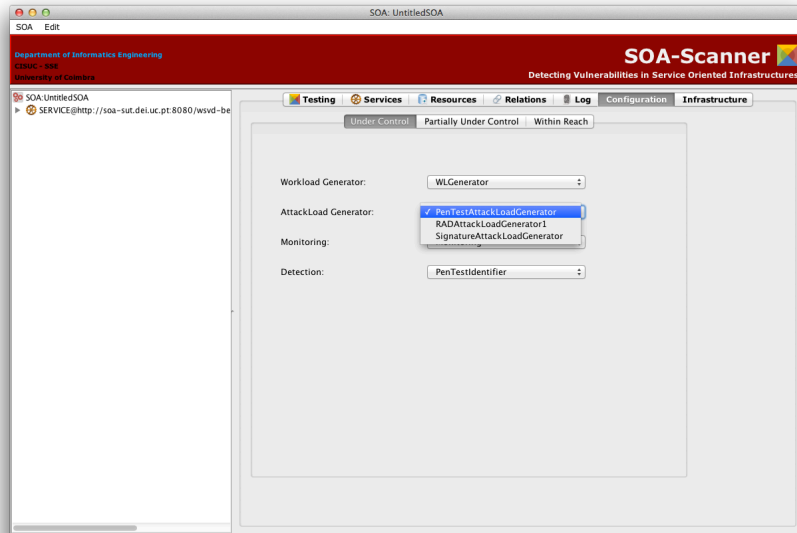 SOA: UntitledSOA
SOA Edit
Department of Informatics Engineering
CISUC - SSE
University of Coimbra
SOA-Scanner
Detecting Vulnerabilities in Service Oriented Infrastructures
SOA:UntitledSOA
SERVICE@http://soa-sut.dei.uc.pt:8080/wsvd-be
Testing Services Resources Relations Log Configuration Infrastructure
Under Control Partially Under Control Within Reach
Workload Generator: WLGenerator
AttackLoad Generator: ✓ PenTestAttackLoadGenerator
RADAttackLoadGenerator1
SignatureAttackLoadGenerator
Monitoring:
Detection: PenTestIdentifier